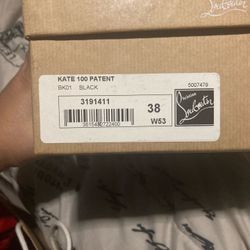 KATE 100 PATENT
BK01 BLACK
5007479
3191411
38
W53
Christian
Louboutin